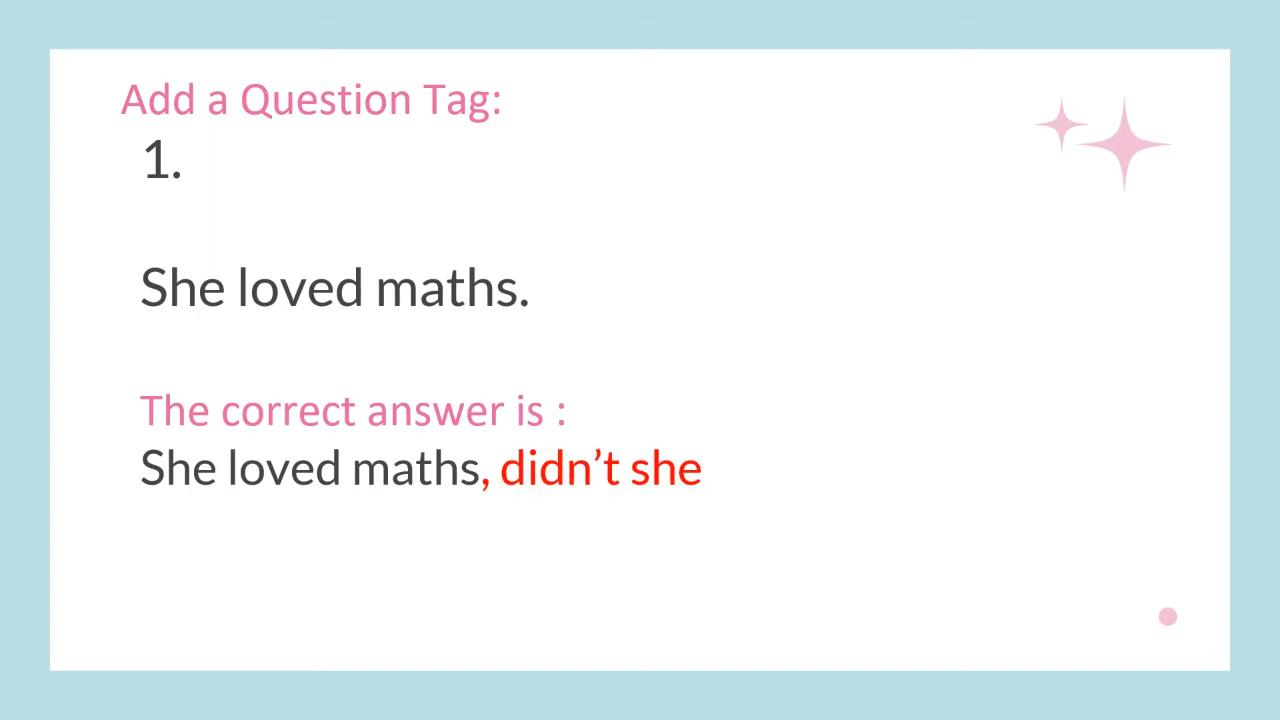 Add a Question Tag:
1.
She loved maths.
The correct answer is :
She loved maths, didn’t she